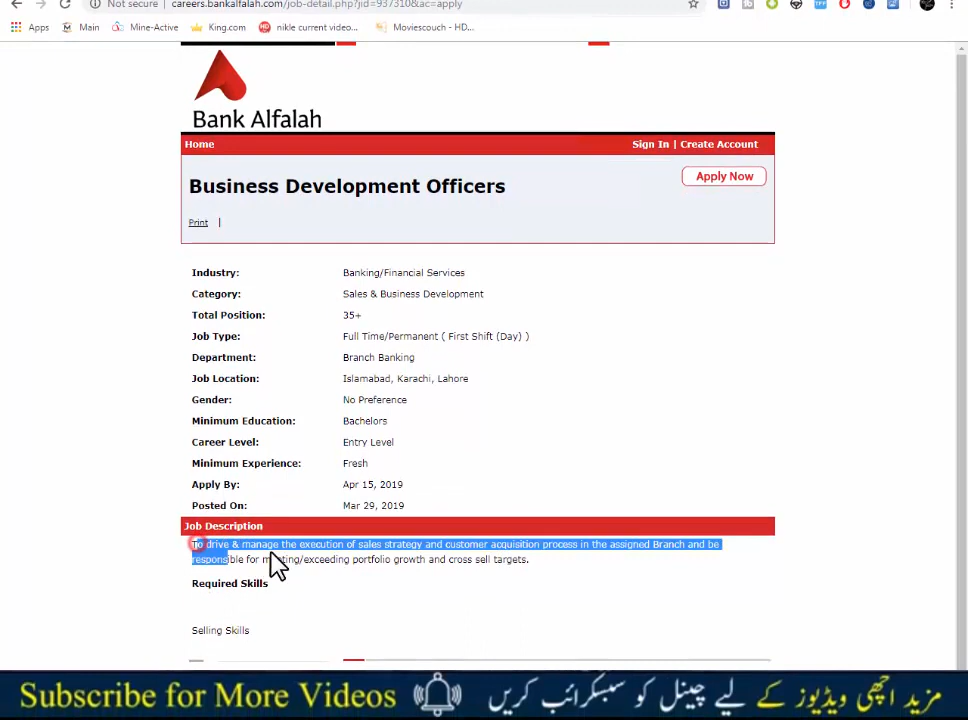 Not secure | careers.bankalfalah.com/job-detail.php?jid=937310&ac=apply
Apps Main Mine-Active King.com nikle current video... Moviescouch - HD...
Bank Alfalah
Home Sign In | Create Account
Business Development Officers Apply Now
Print |
Industry: Banking/Financial Services
Category: Sales & Business Development
Total Position: 35+
Job Type: Full Time/Permanent ( First Shift (Day) )
Department: Branch Banking
Job Location: Islamabad, Karachi, Lahore
Gender: No Preference
Minimum Education: Bachelors
Career Level: Entry Level
Minimum Experience: Fresh
Apply By: Apr 15, 2019
Posted On: Mar 29, 2019
Job Description
To drive & manage the execution of sales strategy and customer acquisition process in the assigned Branch and be
responsible for meeting/exceeding portfolio growth and cross sell targets.
Required Skills
Selling Skills
Subscribe for More Videos مزید اچھی ویڈیوز کے لیے چینل کو سبسکرائب کریں